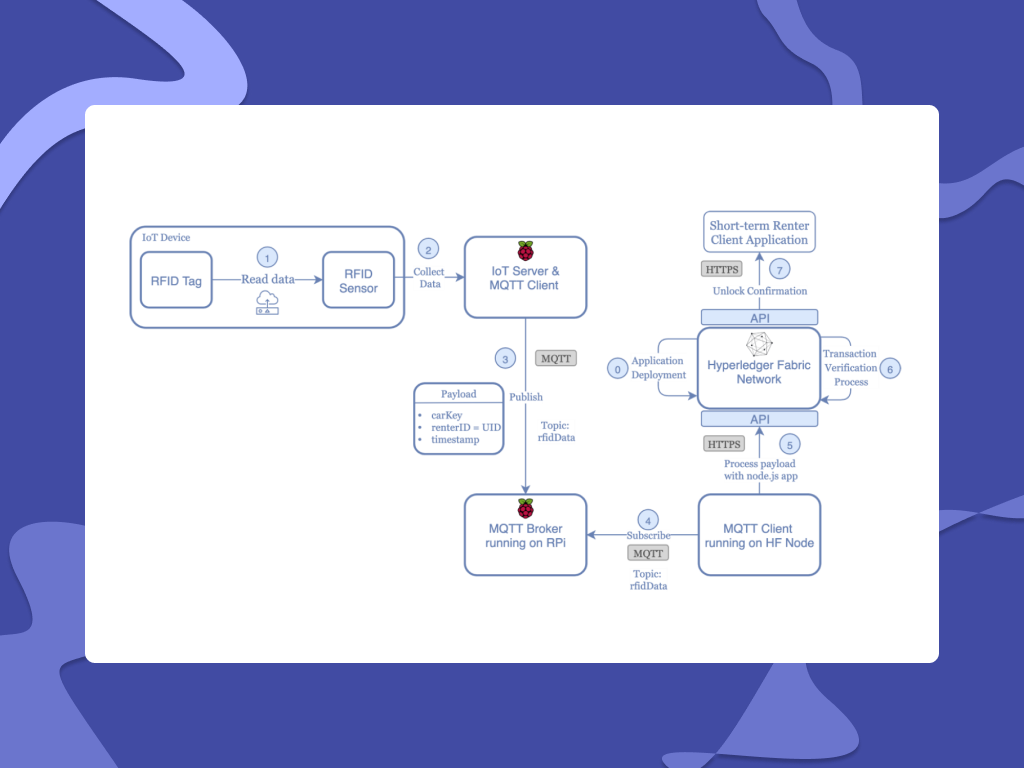 IoT Device
RFID Tag
1
Read data
RFID
Sensor
2
Collect
Data
IoT Server &
MQTT Client
3
MQTT
Publish
Payload
• carKey
• renterID = UID
• timestamp
Topic:
rfidData
MQTT Broker
running on RPi
4
Subscribe
MQTT
Topic:
rfidData
MQTT Client
running on HF Node
HTTPS
5
Process payload
with node.js app
API
Hyperledger Fabric
Network
0
Application
Deployment
Transaction
Verification
Process
6
API
HTTPS
7
Unlock Confirmation
Short-term Renter
Client Application